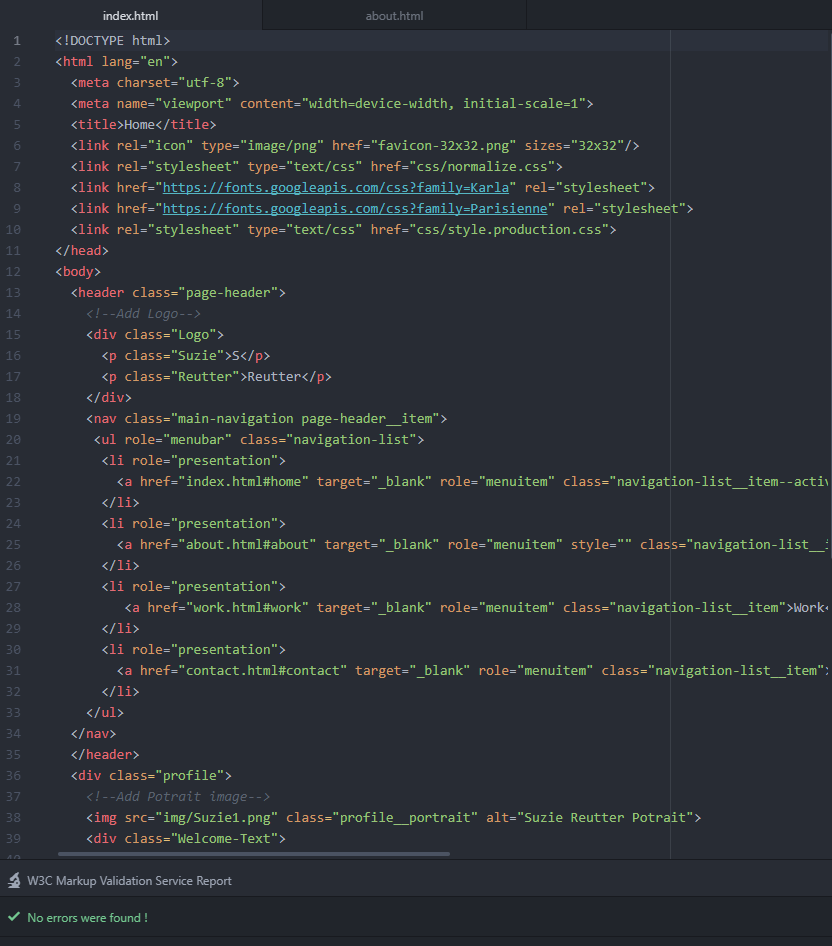 index.html
about.html
1 <!DOCTYPE html>
2 <html lang="en">
3 <meta charset="utf-8">
4 <meta name="viewport" content="width=device-width, initial-scale=1">
5 <title>Home</title>
6 <link rel="icon" type="image/png" href="favicon-32x32.png" sizes="32x32"/>
7 <link rel="stylesheet" type="text/css" href="css/normalize.css">
8 <link href="https://fonts.googleapis.com/css?family=Karla" rel="stylesheet">
9 <link href="https://fonts.googleapis.com/css?family=Parisienne" rel="stylesheet">
10 <link rel="stylesheet" type="text/css" href="css/style.production.css">
11 </head>
12 <body>
13 <header class="page-header">
14 <!--Add Logo-->
15 <div class="Logo">
16 <p class="Suzie">S</p>
17 <p class="Reutter">Reutter</p>
18 </div>
19 <nav class="main-navigation page-header__item">
20 <ul role="menubar" class="navigation-list">
21 <li role="presentation">
22 <a href="index.html#home" target="_blank" role="menuitem" class="navigation-list__item--activ
23 </li>
24 <li role="presentation">
25 <a href="about.html#about" target="_blank" role="menuitem" style="" class="navigation-list__i
26 </li>
27 <li role="presentation">
28 <a href="work.html#work" target="_blank" role="menuitem" class="navigation-list__item">Work<
29 </li>
30 <li role="presentation">
31 <a href="contact.html#contact" target="_blank" role="menuitem" class="navigation-list__item">
32 </li>
33 </ul>
34 </nav>
35 </header>
36 <div class="profile">
37 <!--Add Potrait image-->
38 <img src="img/Suzie1.png" class="profile__portrait" alt="Suzie Reutter Potrait">
39 <div class="Welcome-Text">
W3C Markup Validation Service Report
No errors were found !